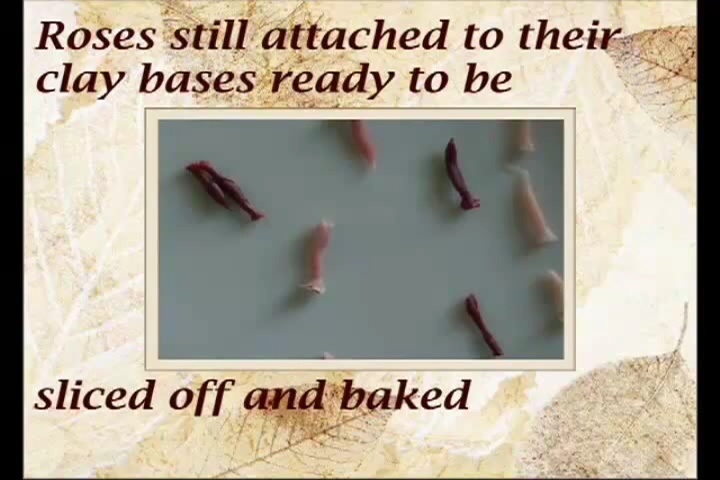 Roses still attached to their
clay bases ready to be
sliced off and baked